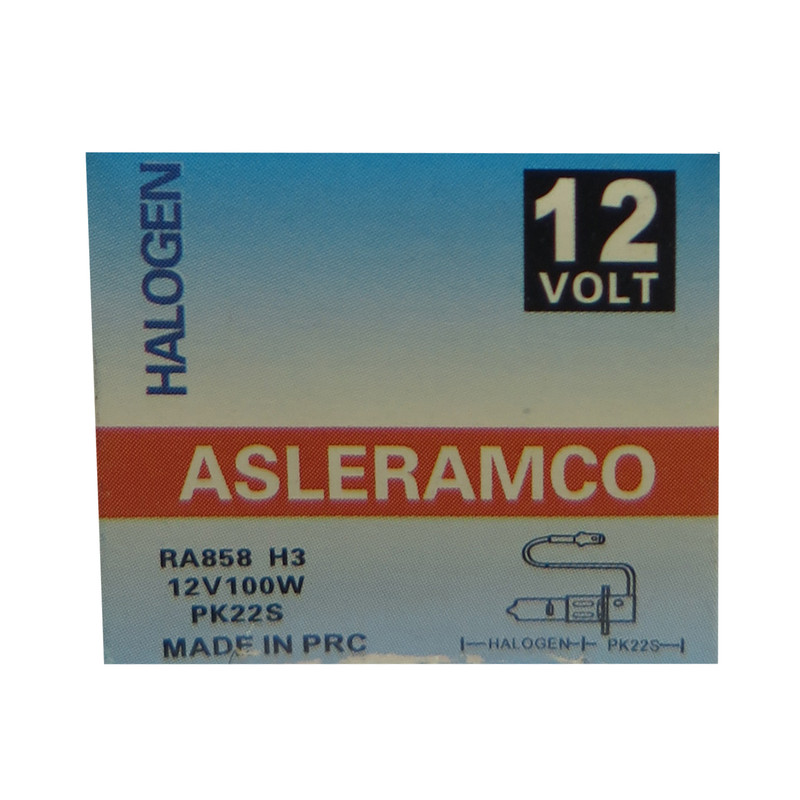 HALOGEN
12
VOLT
ASLERAMCO
RA858 H3
12V100W
PK22S
MADE IN PRC
HALOGEN PK22S